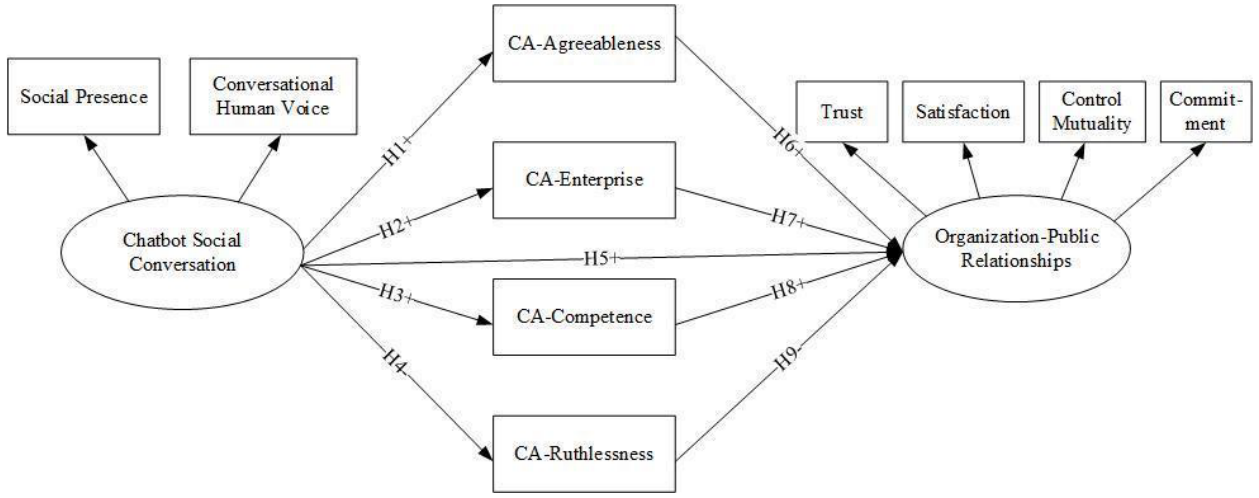 CA-Agreeableness
Social Presence
Conversational
Human Voice
Trust
Satisfaction
Control
Mutuality
Commit-
ment
H1+
H6+
CA-Enterprise
H2+
H7+
Chatbot Social
Conversation
H5+
Organization-Public
Relationships
H3+
H8+
CA-Competence
H4-
H9-
CA-Ruthlessness